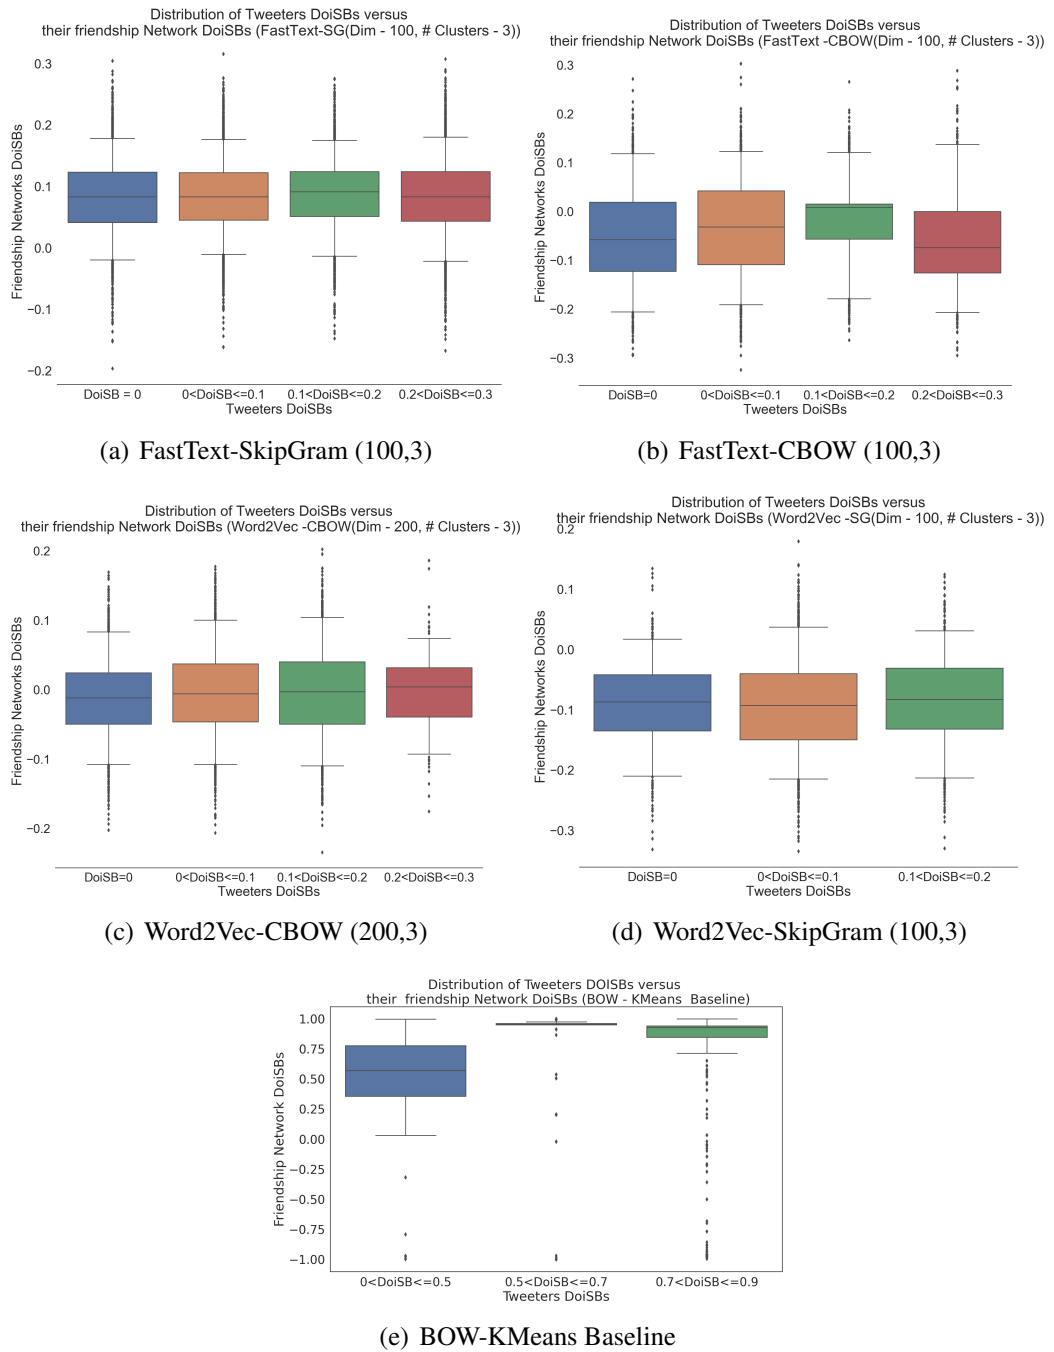 Distribution of Tweeters DoiSBs versus
their friendship Network DoiSBs (FastText-SG(Dim - 100, # Clusters - 3))
Friendship Networks DoiSBs
0.3
0.2
0.1
0.0
−0.1
−0.2
DoiSB = 0 0<DoiSB<=0.1 0.1<DoiSB<=0.2 0.2<DoiSB<=0.3
Tweeters DoiSBs
(a) FastText-SkipGram (100,3)
Distribution of Tweeters DoiSBs versus
their friendship Network DoiSBs (FastText -CBOW(Dim - 100, # Clusters - 3))
Friendship Networks DoiSBs
0.3
0.2
0.1
0.0
−0.1
−0.2
−0.3
DoiSB=0 0<DoiSB<=0.1 0.1<DoiSB<=0.2 0.2<DoiSB<=0.3
Tweeters DoiSBs
(b) FastText-CBOW (100,3)
Distribution of Tweeters DoiSBs versus
their friendship Network DoiSBs (Word2Vec -CBOW(Dim - 200, # Clusters - 3))
Friendship Networks DoiSBs
0.2
0.1
0.0
−0.1
−0.2
DoiSB=0 0<DoiSB<=0.1 0.1<DoiSB<=0.2 0.2<DoiSB<=0.3
Tweeters DoiSBs
(c) Word2Vec-CBOW (200,3)
Distribution of Tweeters DoiSBs versus
their friendship Network DoiSBs (Word2Vec -SG(Dim - 100, # Clusters - 3))
Friendship Networks DoiSBs
0.2
0.1
0.0
−0.1
−0.2
−0.3
DoiSB=0 0<DoiSB<=0.1 0.1<DoiSB<=0.2
Tweeters DoiSBs
(d) Word2Vec-SkipGram (100,3)
Distribution of Tweeters DOISBs versus
their friendship Network DoiSBs (BOW - KMeans Baseline)
Friendship Network DoiSBs
1.00
0.75
0.50
0.25
0.00
−0.25
−0.50
−0.75
−1.00
0<DoiSB<=0.5 0.5<DoiSB<=0.7 0.7<DoiSB<=0.9
Tweeters DoiSBs
(e) BOW-KMeans Baseline